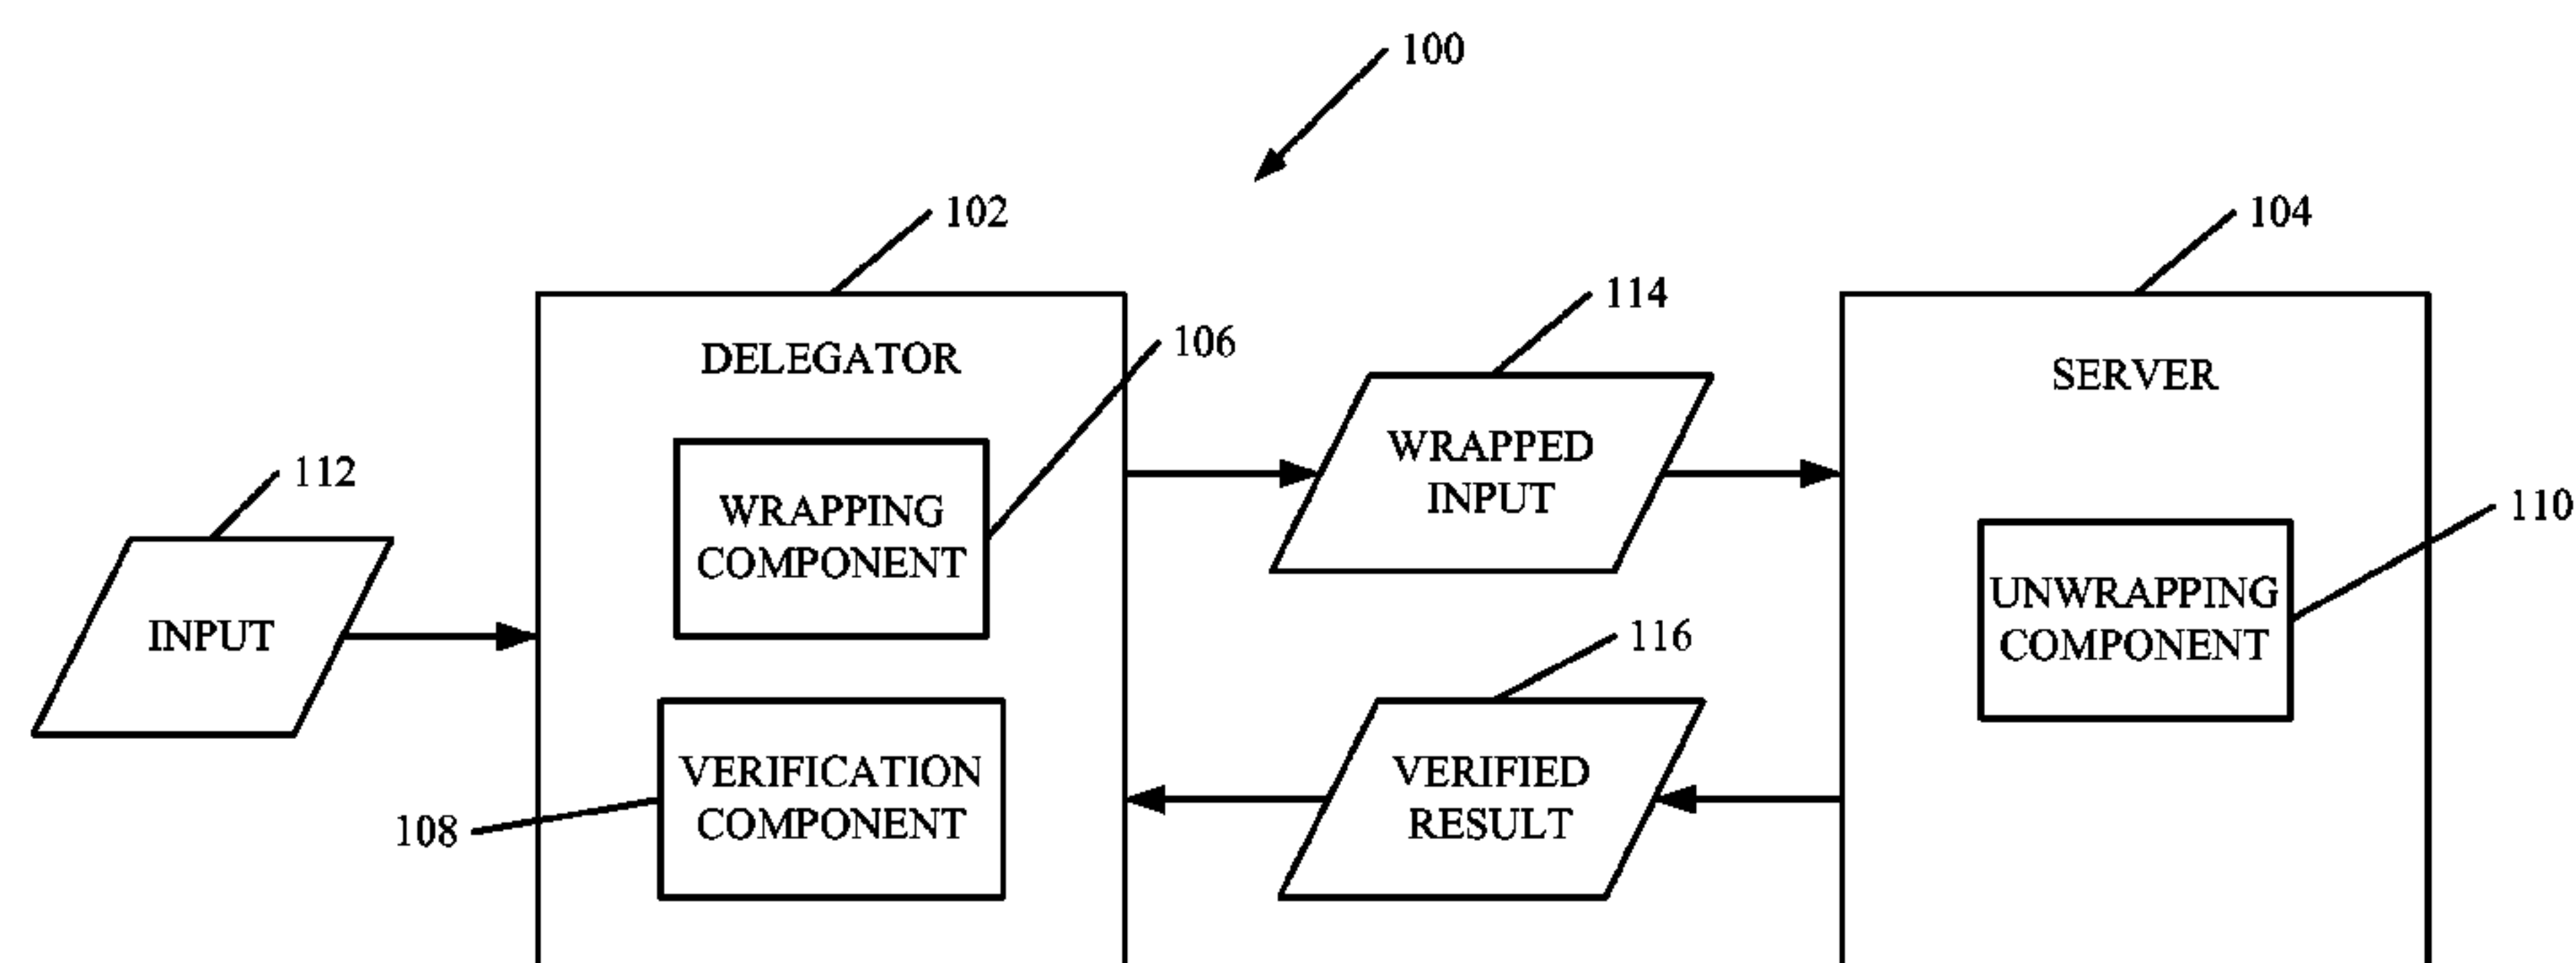 100
102
104
114
DELEGATOR
106
SERVER
112
WRAPPED
INPUT
110
WRAPPING
COMPONENT
INPUT
116
UNWRAPPING
COMPONENT
VERIFICATION
COMPONENT
108
VERIFIED
RESULT